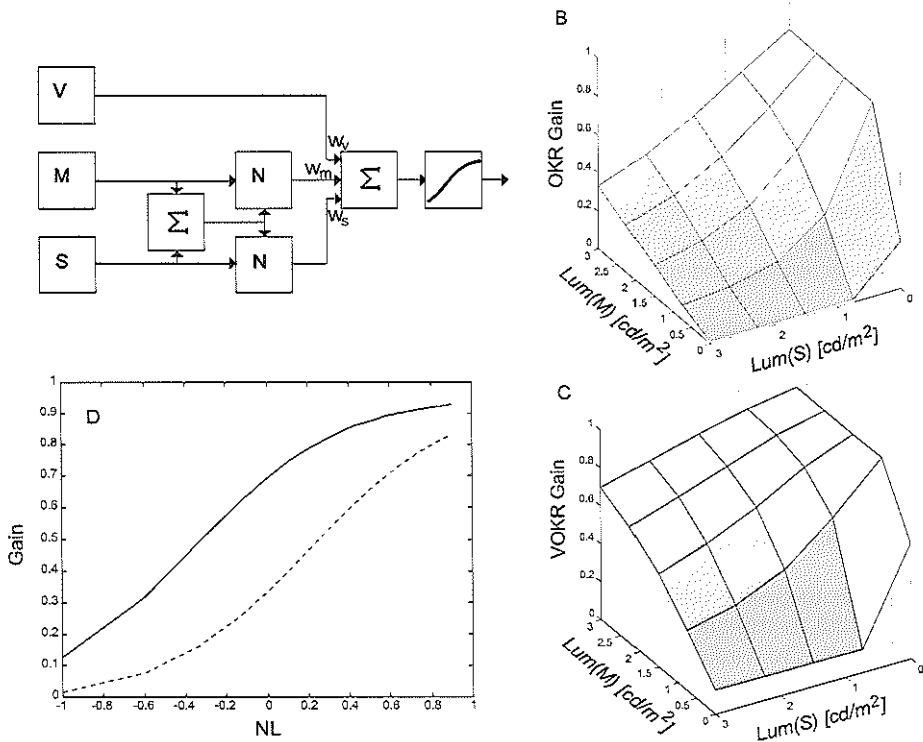 V
M
S
Σ
N
N
Wv
Wm
Ws
Σ
B
OKR Gain
1
0.8
0.6
0.4
0.2
0
3
2.5
2
1.5
1
0.5
0
Lum(M) [cd/m²]
3
2
1
0
Lum(S) [cd/m²]
D
Gain
1
0.9
0.8
0.7
0.6
0.5
0.4
0.3
0.2
0.1
0
-1
-0.8
-0.6
-0.4
-0.2
0
0.2
0.4
0.6
0.8
1
NL
C
VOKR Gain
1
0.8
0.6
0.4
0.2
0
3
2.5
2
1.5
1
0.5
0
Lum(M) [cd/m²]
3
2
1
0
Lum(S) [cd/m²]